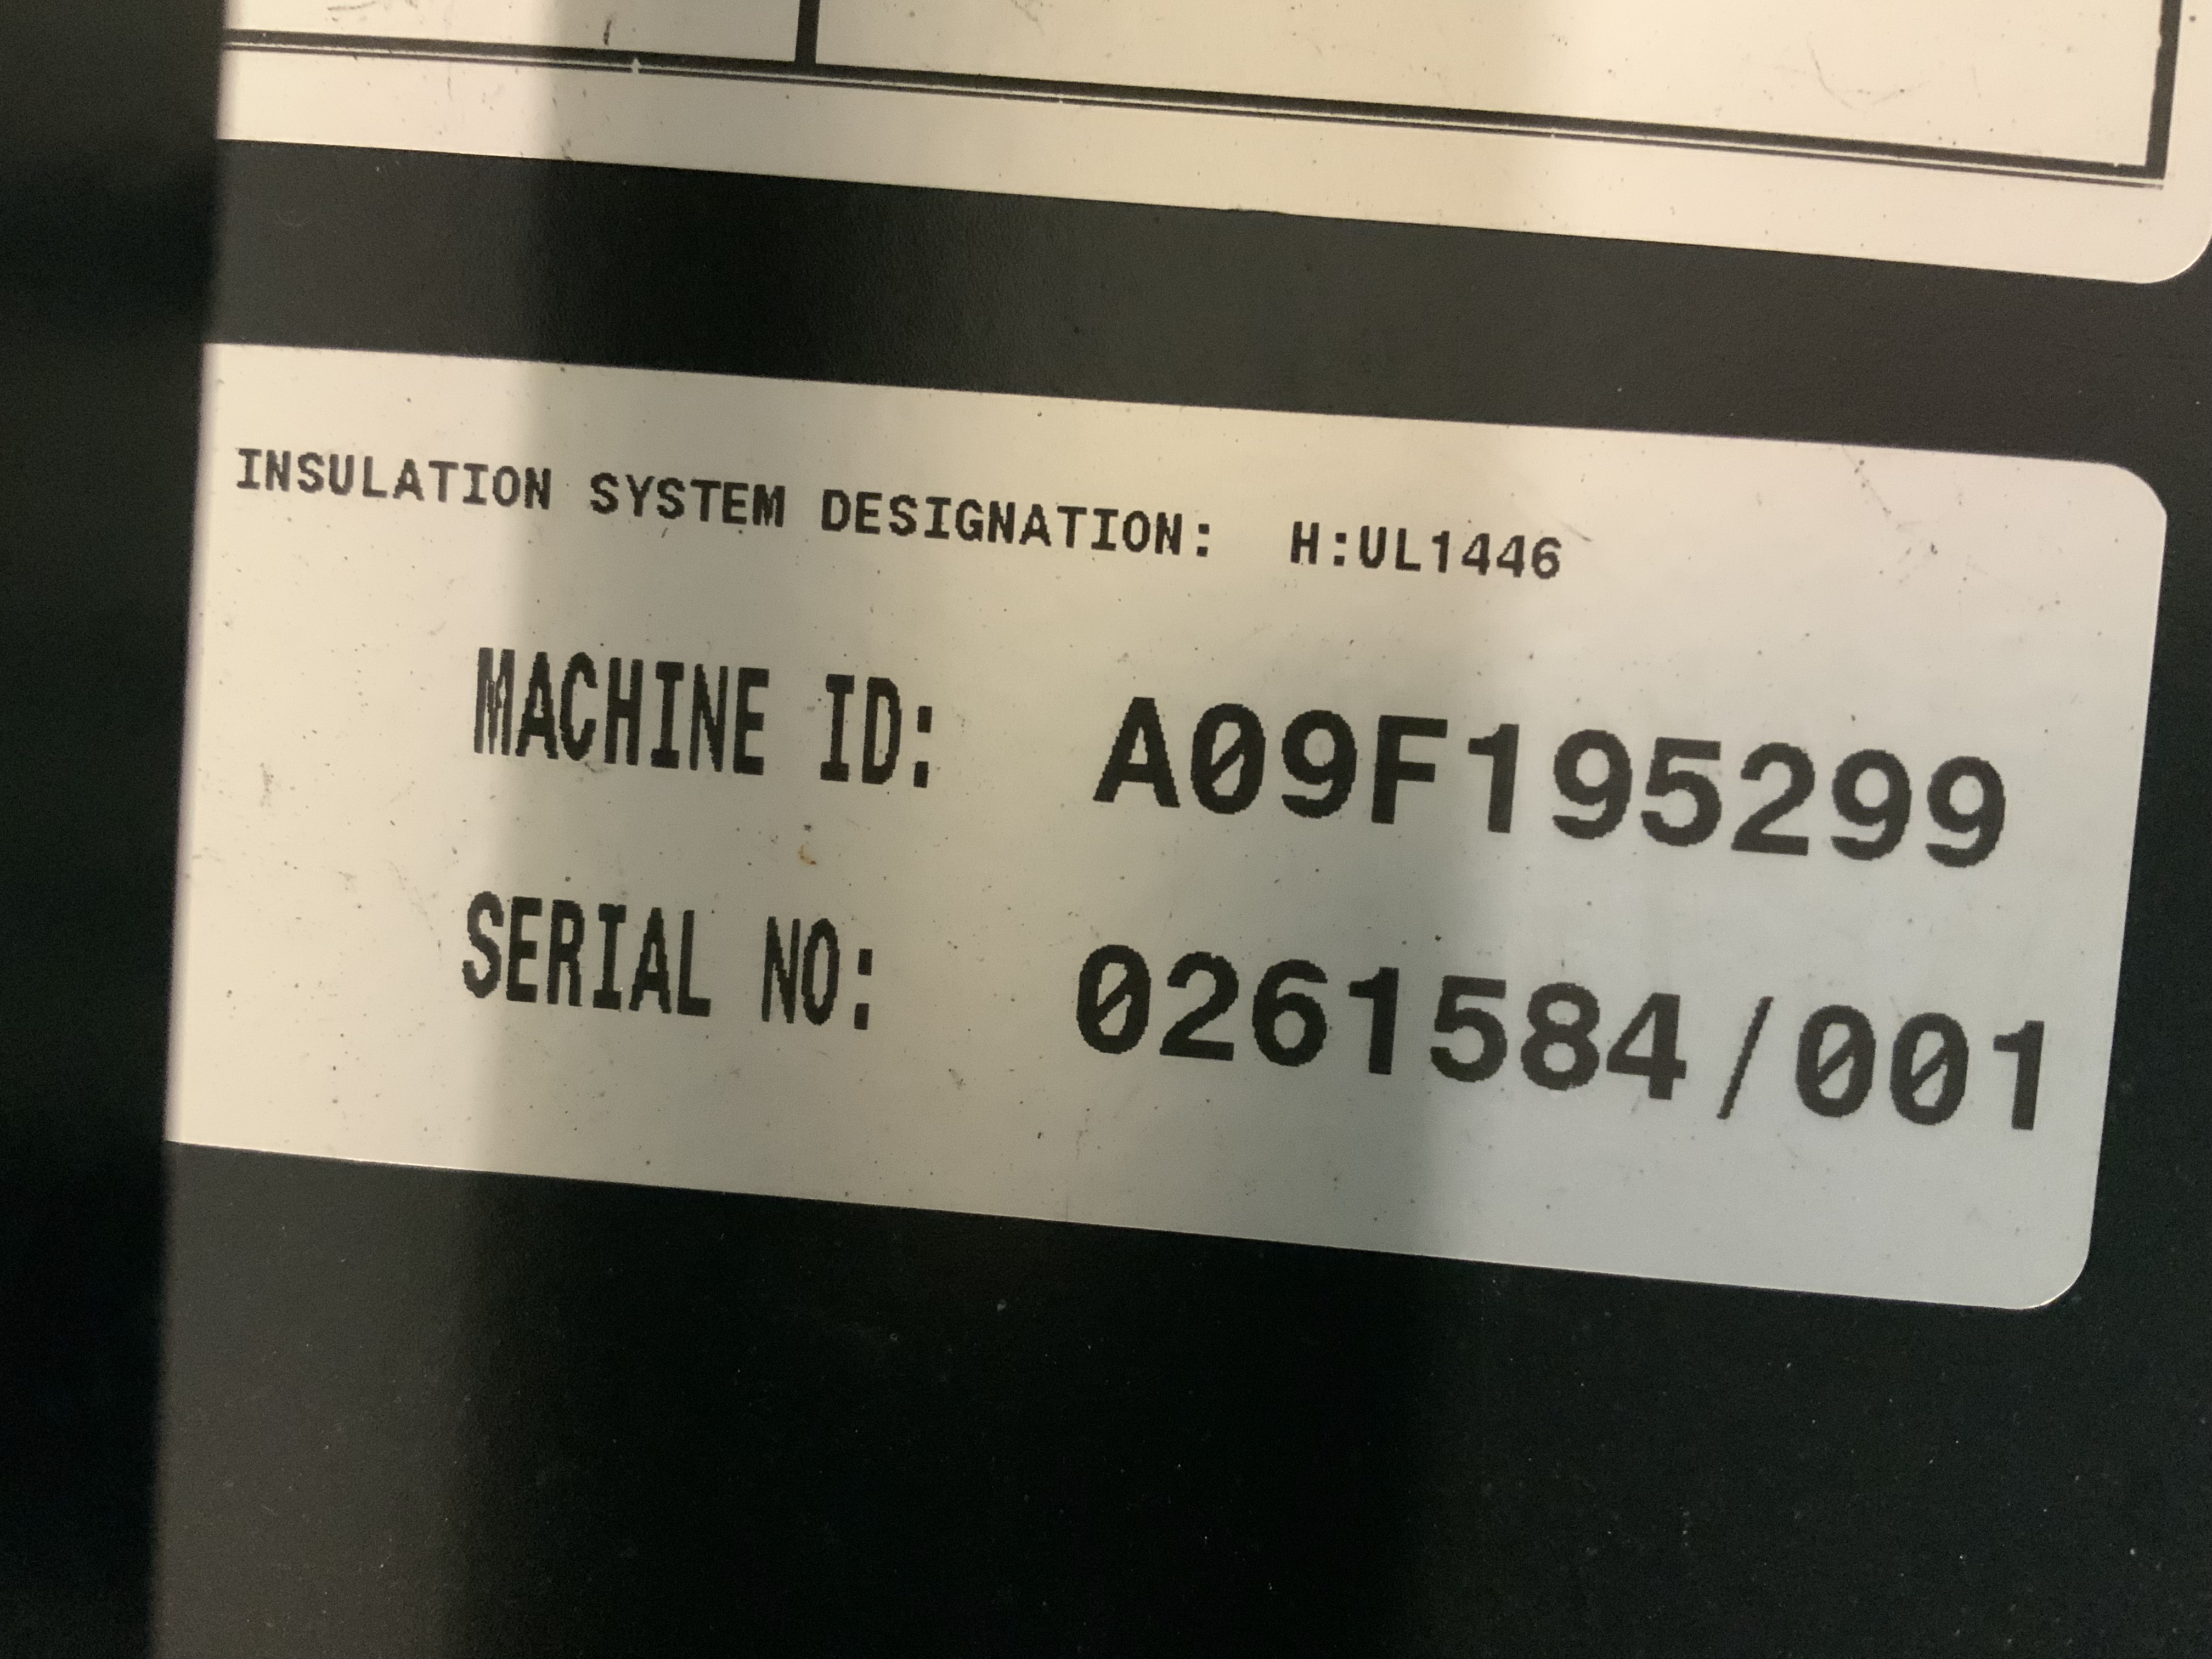 INSULATION SYSTEM DESIGNATION: H:UL1446
MACHINE ID: A09F195299
SERIAL NO: 0261584/001